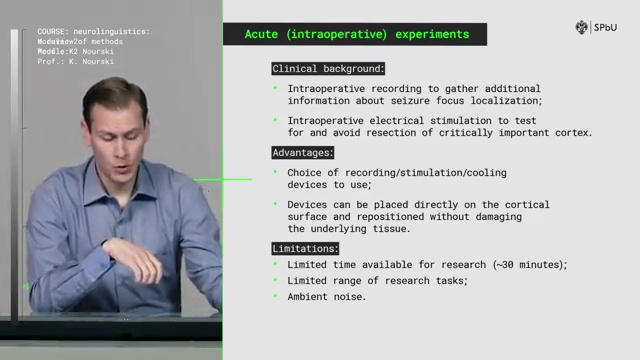 COURSE: neurolinguistics:
of methods
K. Nourski
Prof.: K. Nourski
Acute (intraoperative) experiments
SPbU
Clinical background:
Intraoperative recording to gather additional
information about seizure focus localization;
Intraoperative electrical stimulation to test
for and avoid resection of critically important cortex.
Advantages:
Choice of recording/stimulation/cooling
devices to use;
Devices can be placed directly on the cortical
surface and repositioned without damaging
the underlying tissue.
Limitations:
Limited time available for research (~30 minutes);
Limited range of research tasks;
Ambient noise.